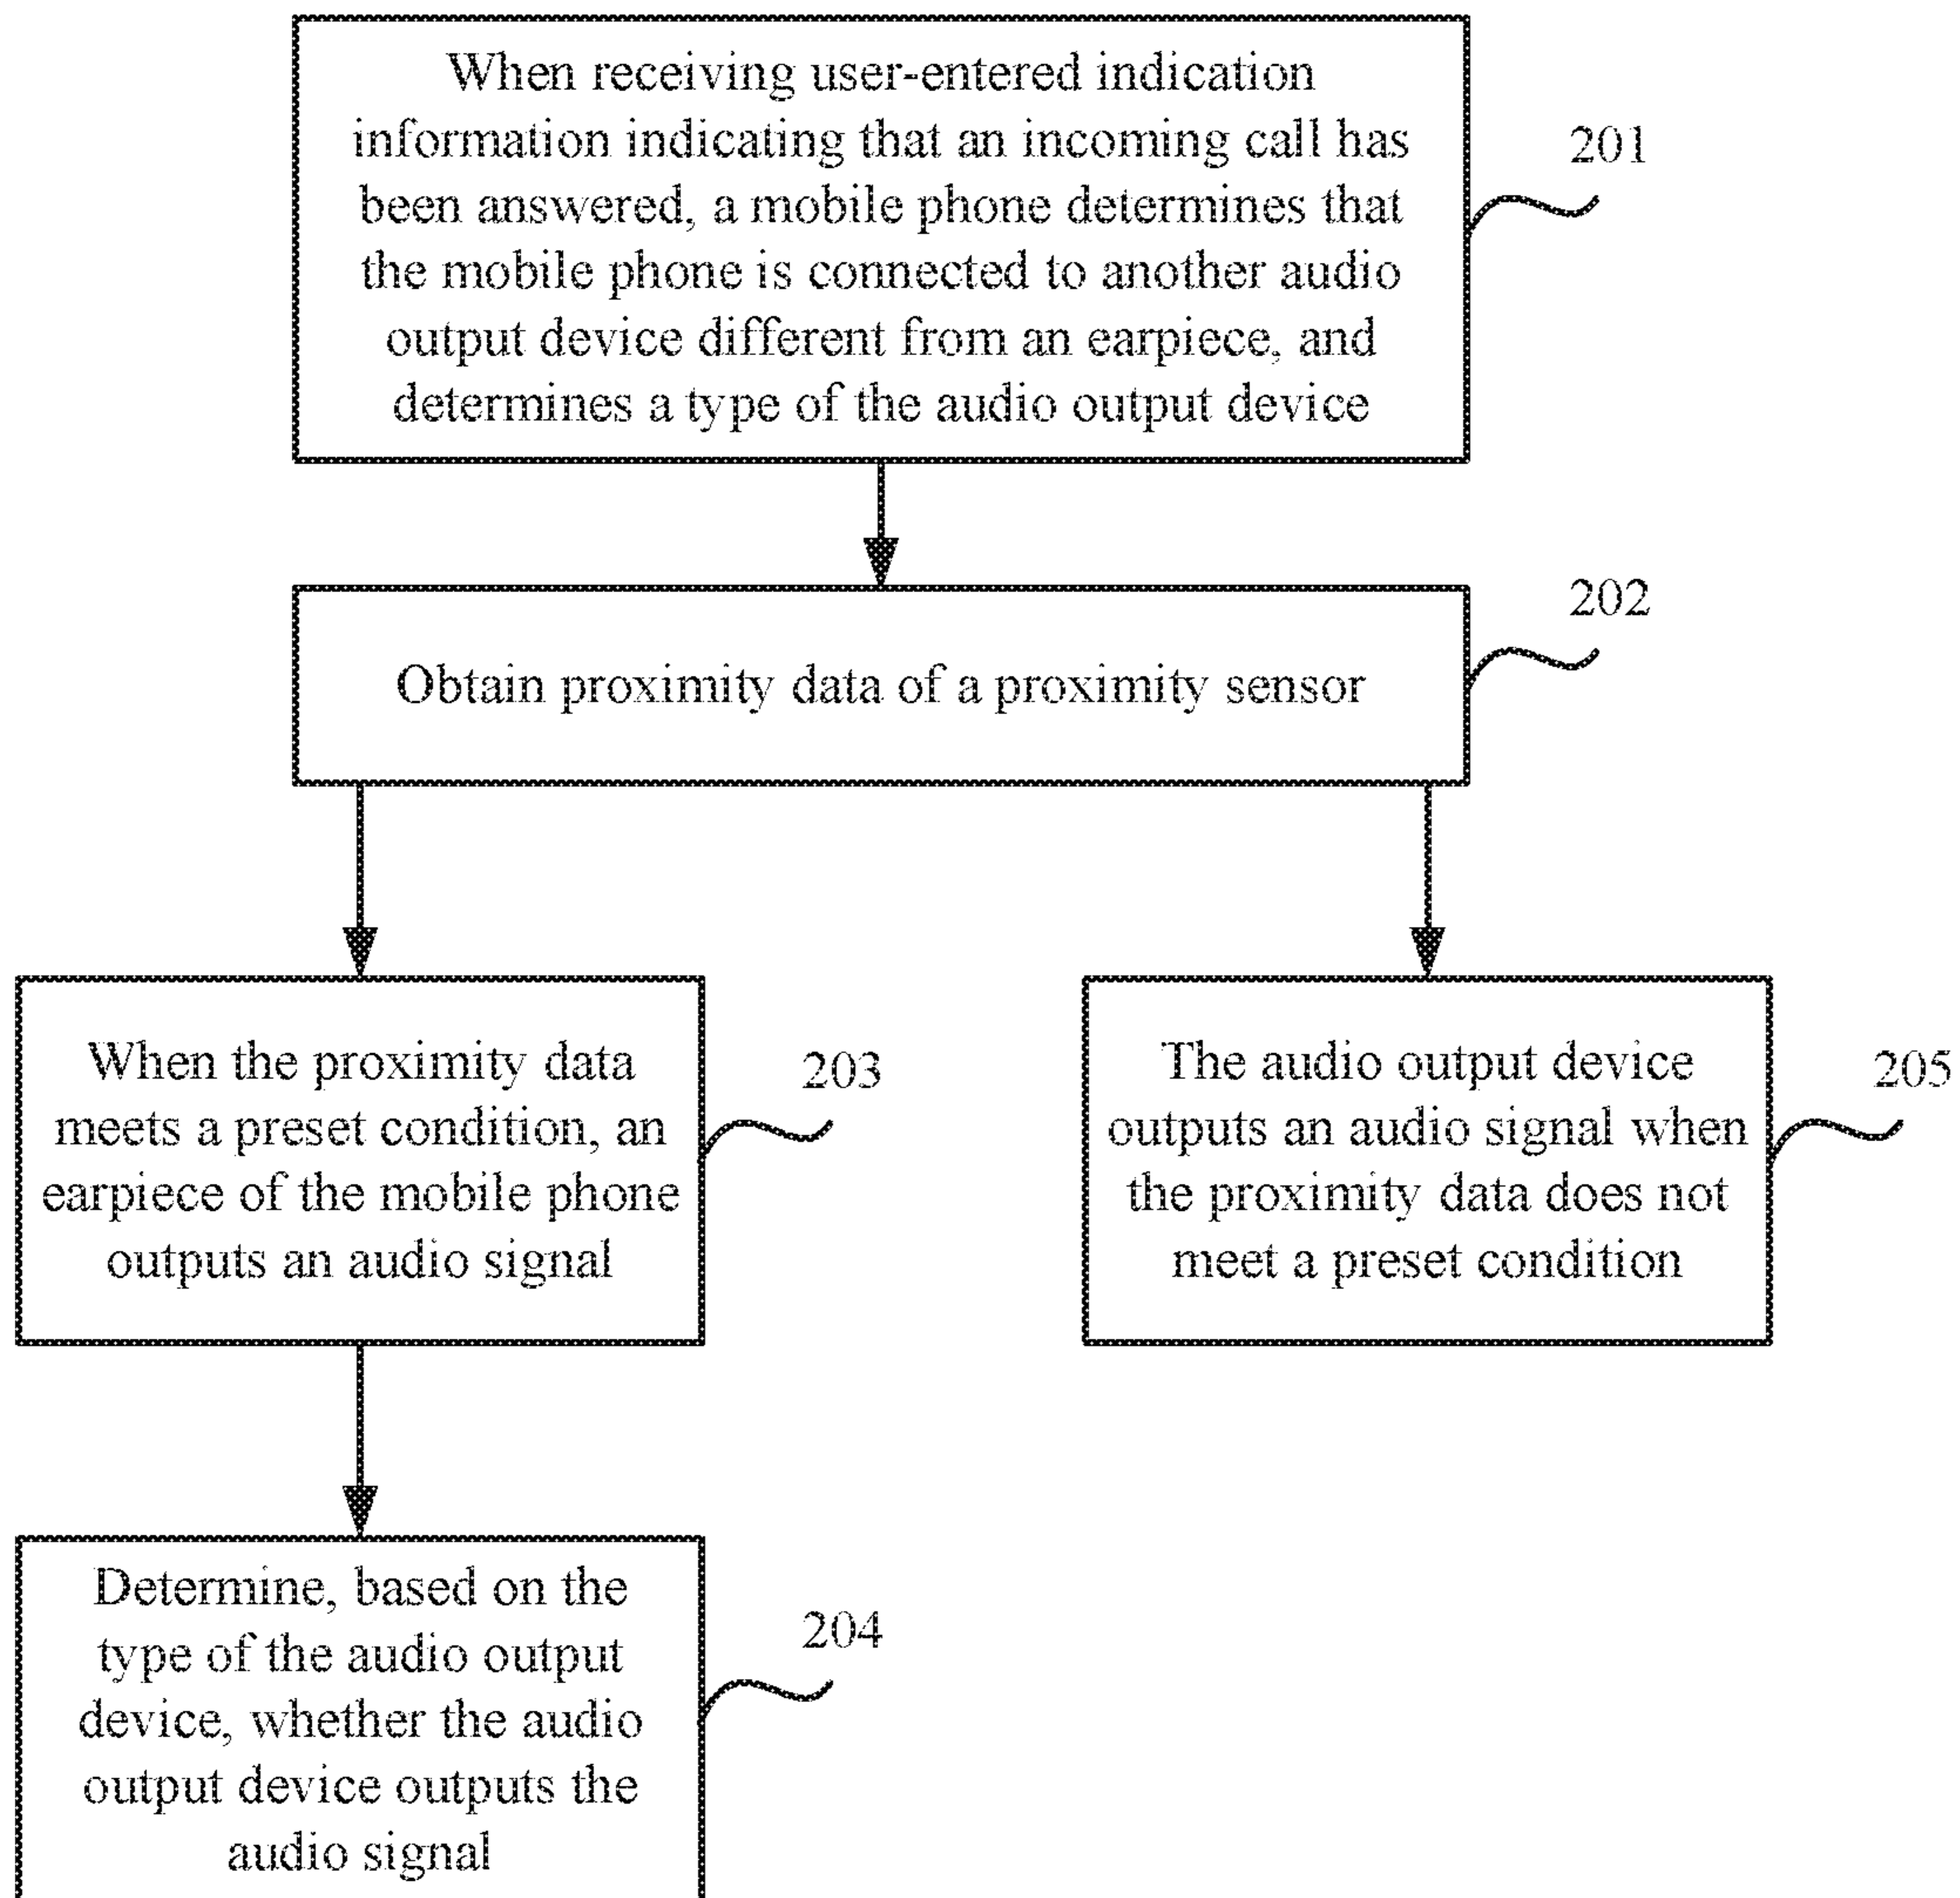 When receiving user-entered indication
information indicating that an incoming call has
been answered, a mobile phone determines that
the mobile phone is connected to another audio
output device different from an earpiece, and
determines a type of the audio output device
201
Obtain proximity data of a proximity sensor
202
When the proximity data
meets a preset condition, an
earpiece of the mobile phone
outputs an audio signal
203
The audio output device
outputs an audio signal when
the proximity data does not
meet a preset condition
205
Determine, based on the
type of the audio output
device, whether the audio
output device outputs the
audio signal
204